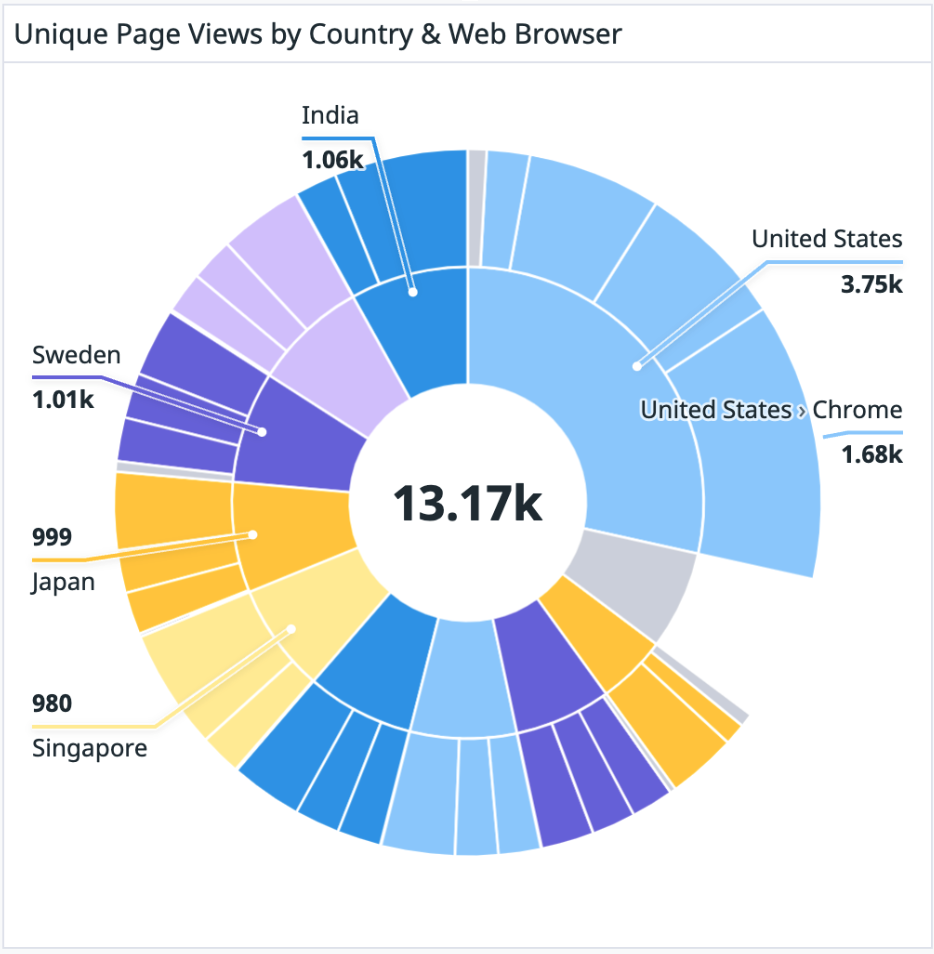 Unique Page Views by Country & Web Browser
India
1.06k
United States
3.75k
Sweden
1.01k
United States › Chrome
1.68k
13.17k
999
Japan
980
Singapore